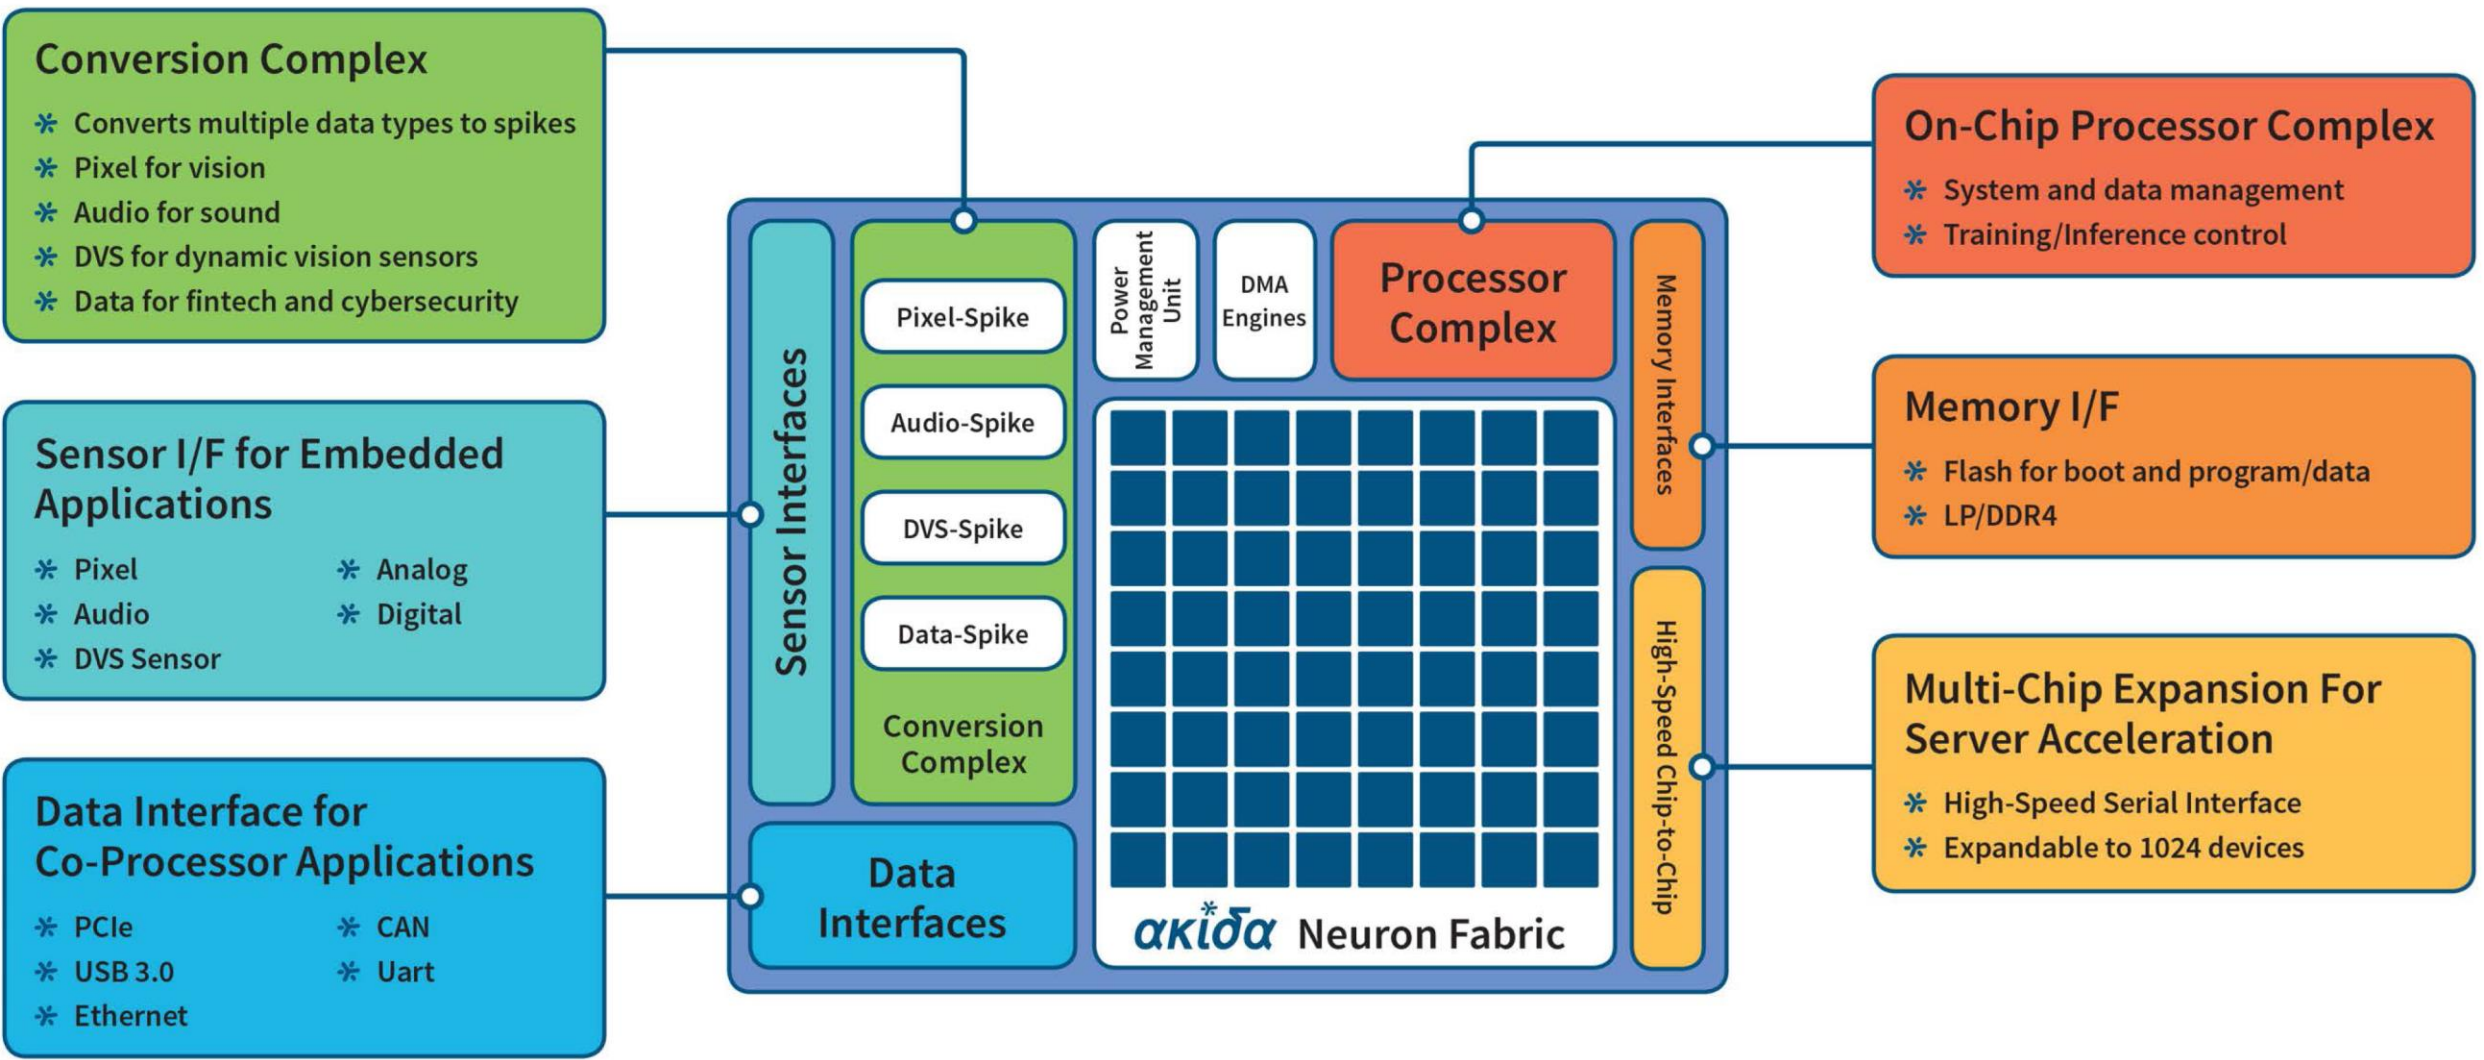 Conversion Complex
Converts multiple data types to spikes
Pixel for vision
Audio for sound
DVS for dynamic vision sensors
Data for fintech and cybersecurity
Sensor I/F for Embedded
Applications
Pixel
Audio
DVS Sensor
Analog
Digital
Data Interface for
Co-Processor Applications
PCIe
USB 3.0
Ethernet
CAN
Uart
Sensor Interfaces
Pixel-Spike
Audio-Spike
DVS-Spike
Data-Spike
Conversion
Complex
Data
Interfaces
Power
Management
Unit
DMA
Engines
Processor
Complex
Memory Interfaces
High-Speed Chip-to-Chip
ακіδα Neuron Fabric
On-Chip Processor Complex
System and data management
Training/Inference control
Memory I/F
Flash for boot and program/data
LP/DDR4
Multi-Chip Expansion For
Server Acceleration
High-Speed Serial Interface
Expandable to 1024 devices